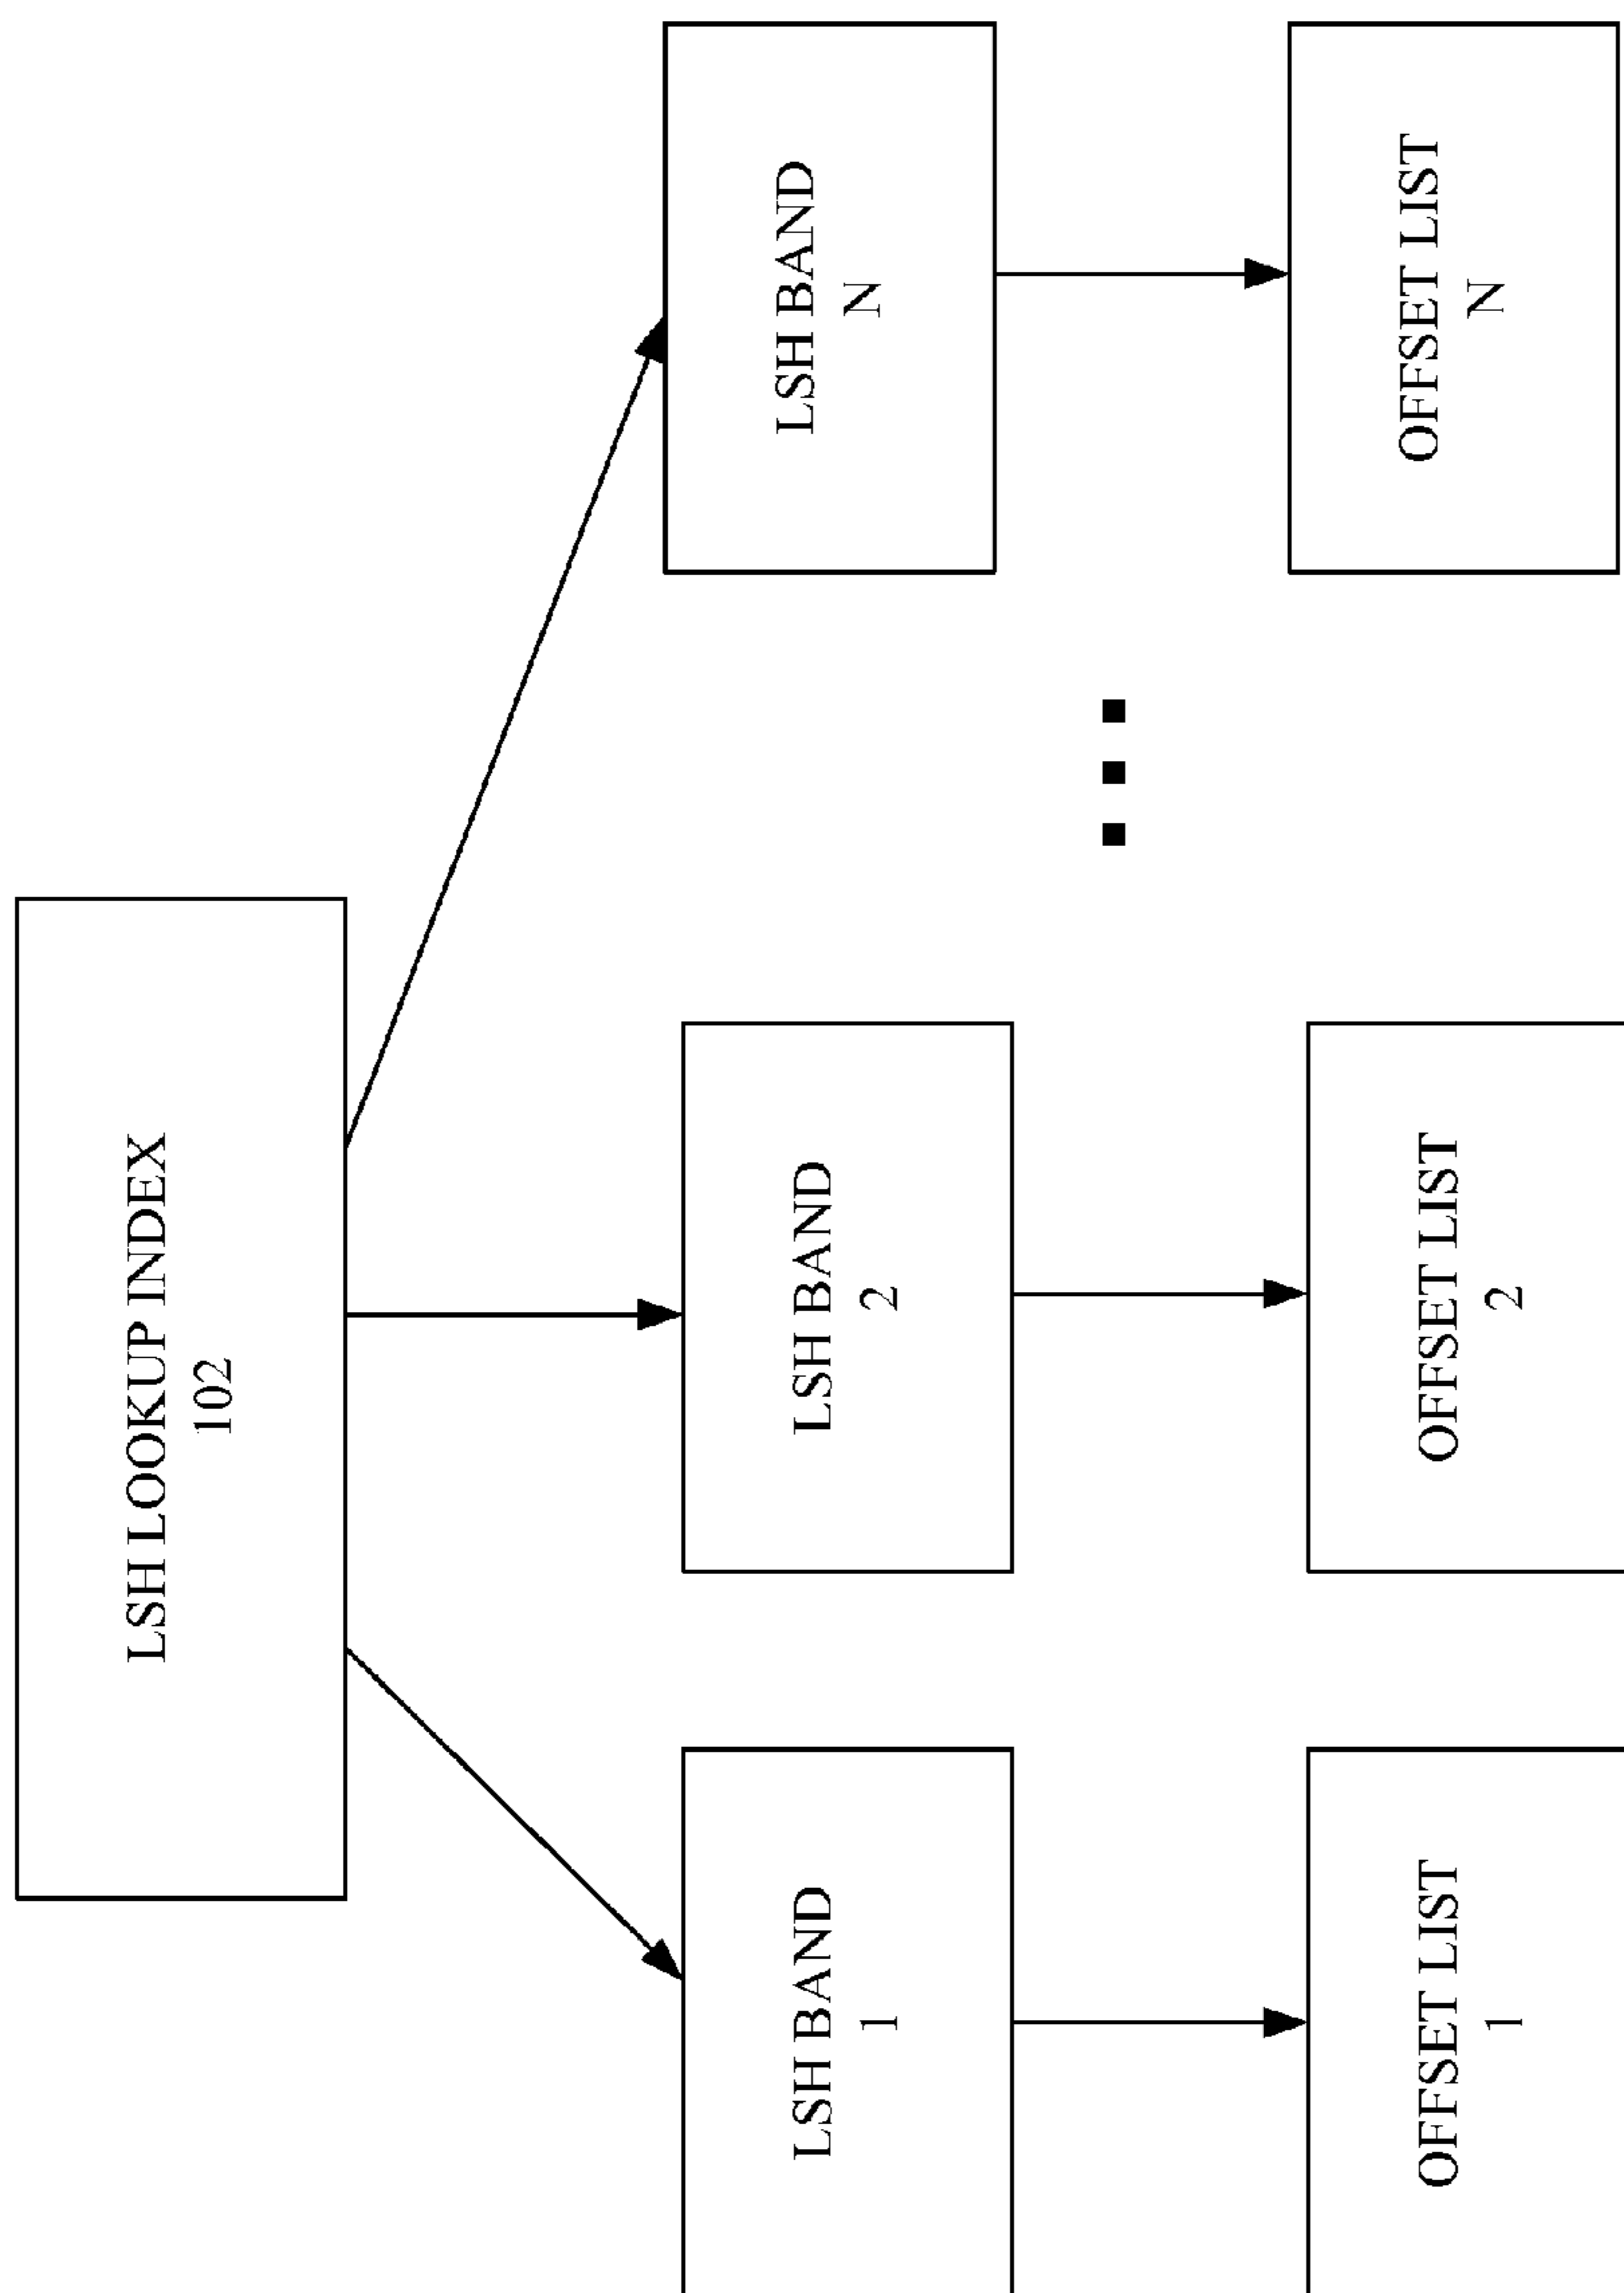 LSH LOOKUP INDEX
102
LSH BAND
1
LSH BAND
2
LSH BAND
N
OFFSET LIST
1
OFFSET LIST
2
OFFSET LIST
N